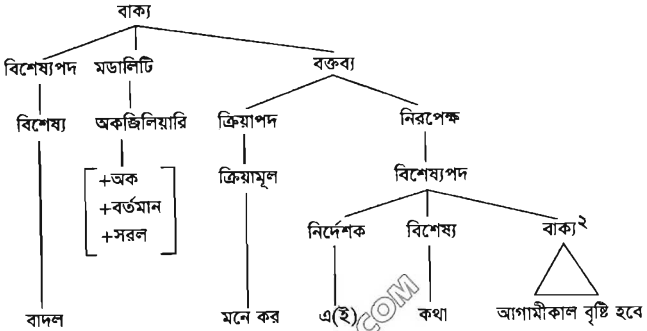 বাক্য
বিশেষ্যপদ মডালিটি বক্তব্য
বিশেষ্য অকজিলিয়ারি ক্রিয়াপদ নিরপেক্ষ
+অক ক্রিয়ামূল বিশেষ্যপদ
+বর্তমান
+সরল নির্দেশক বিশেষ্য বাক্য২
বাদল মনে কর এ(ই) কথা আগামীকাল বৃষ্টি হবে
.COM